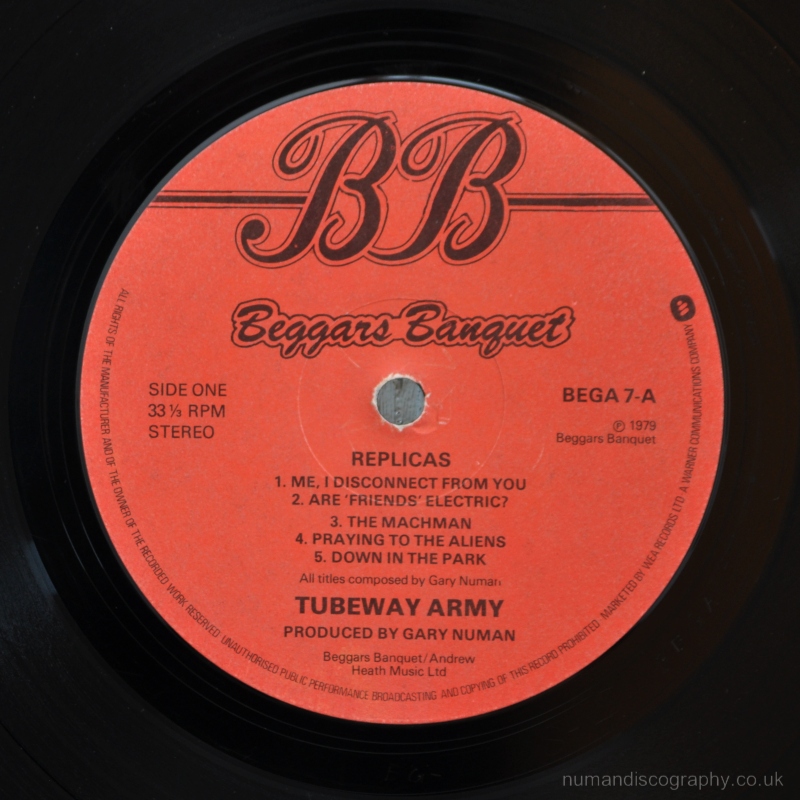 BB
Beggars Banquet
SIDE ONE
33⅓ RPM
STEREO
BEGA 7-A
Ⓟ 1979
Beggars Banquet
REPLICAS
1. ME, I DISCONNECT FROM YOU
2. ARE 'FRIENDS' ELECTRIC?
3. THE MACHMAN
4. PRAYING TO THE ALIENS
5. DOWN IN THE PARK
All titles composed by Gary Numan
TUBEWAY ARMY
PRODUCED BY GARY NUMAN
Beggars Banquet/Andrew
Heath Music Ltd
ALL RIGHTS OF THE MANUFACTURER AND OF THE OWNER OF THE RECORDED WORK RESERVED UNAUTHORISED PUBLIC PERFORMANCE BROADCASTING AND COPYING OF THIS RECORD PROHIBITED MARKETED BY WEA RECORDS LTD A WARNER COMMUNICATIONS COMPANY
numandiscography.co.uk